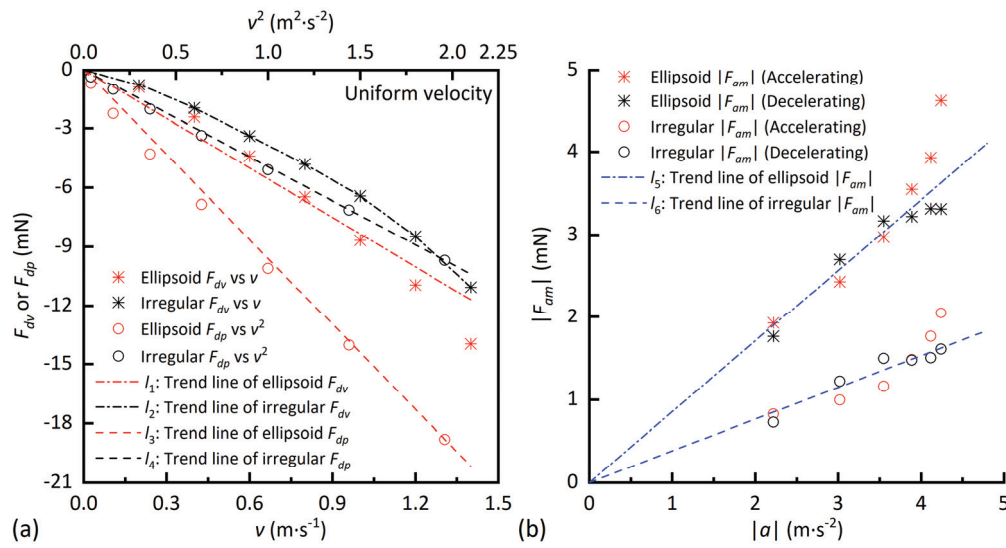 v² (m²·s⁻²)
0.0 0.5 1.0 1.5 2.0 2.25
Uniform velocity
0
-3
-6
-9
-12
-15
-18
-21
F_dv or F_dp (mN)
Ellipsoid F_dv vs v
Irregular F_dv vs v
Ellipsoid F_dp vs v²
Irregular F_dp vs v²
l₁: Trend line of ellipsoid F_dv
l₂: Trend line of irregular F_dv
l₃: Trend line of ellipsoid F_dp
l₄: Trend line of irregular F_dp
0.0 0.3 0.6 0.9 1.2 1.5
v (m·s⁻¹)
(a)
5
4
3
2
1
0
|F_am| (mN)
Ellipsoid |F_am| (Accelerating)
Ellipsoid |F_am| (Decelerating)
Irregular |F_am| (Accelerating)
Irregular |F_am| (Decelerating)
l₅: Trend line of ellipsoid |F_am|
l₆: Trend line of irregular |F_am|
0 1 2 3 4 5
|a| (m·s⁻²)
(b)